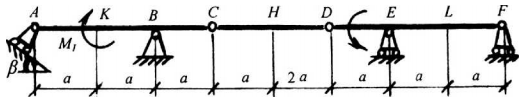 A K B C H D E L F
M₁
β
a a a a 2a a a a